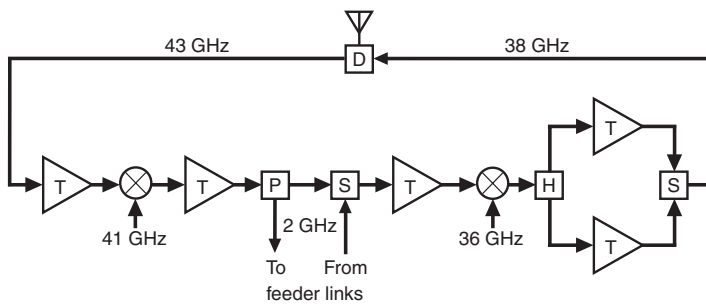 43 GHz
38 GHz
D
T
T
P
S
T
H
T
S
T
41 GHz
2 GHz
36 GHz
To
From
feeder links